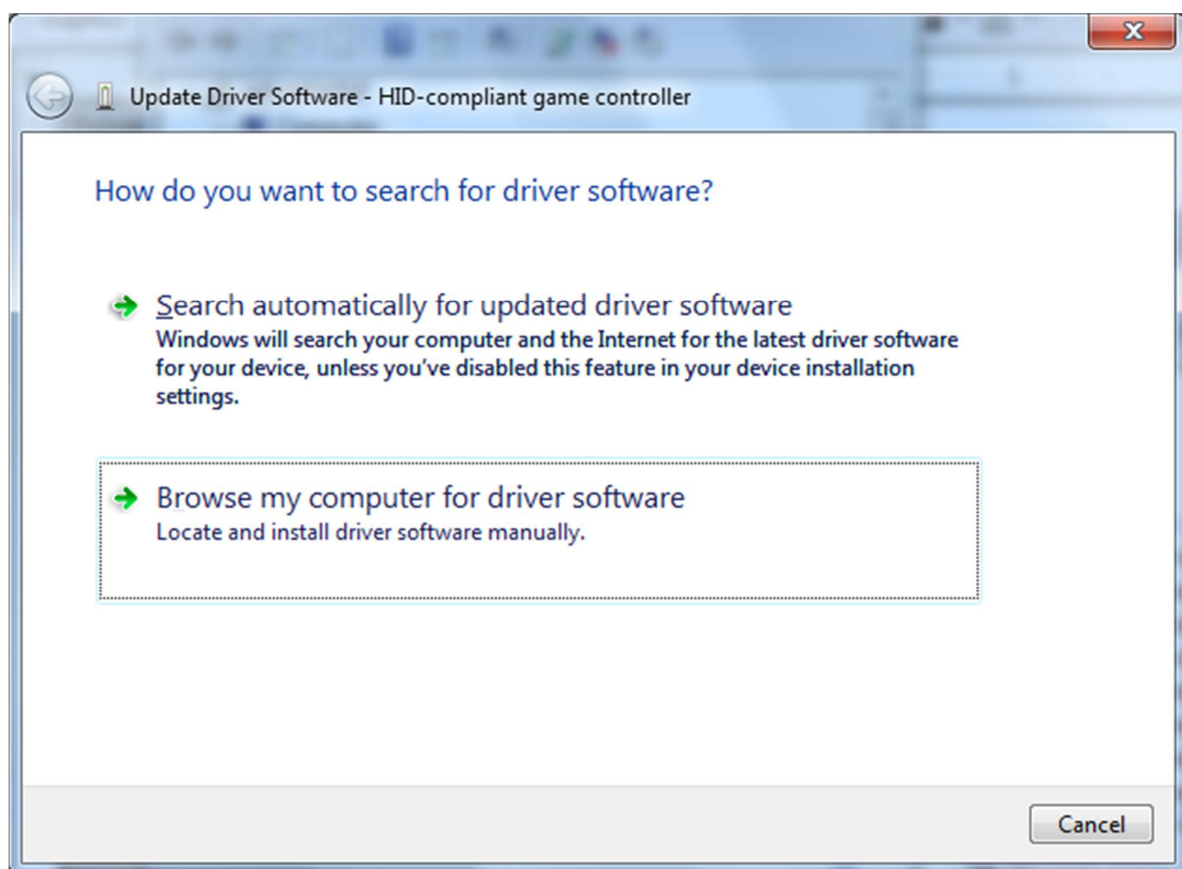 Update Driver Software - HID-compliant game controller
How do you want to search for driver software?
Search automatically for updated driver software
Windows will search your computer and the Internet for the latest driver software
for your device, unless you've disabled this feature in your device installation
settings.
Browse my computer for driver software
Locate and install driver software manually.
Cancel